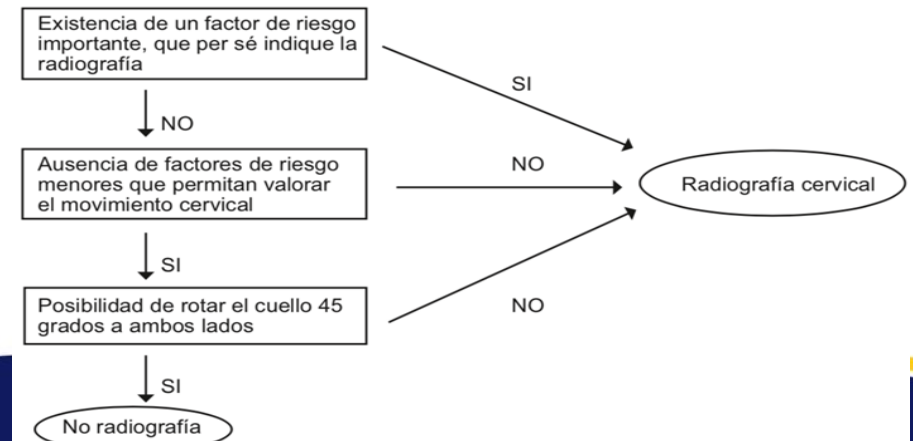 Existencia de un factor de riesgo
importante, que per sé indique la
radiografía
SI
NO
Ausencia de factores de riesgo
menores que permitan valorar
el movimiento cervical
NO
Radiografía cervical
SI
Posibilidad de rotar el cuello 45
grados a ambos lados
NO
SI
No radiografía